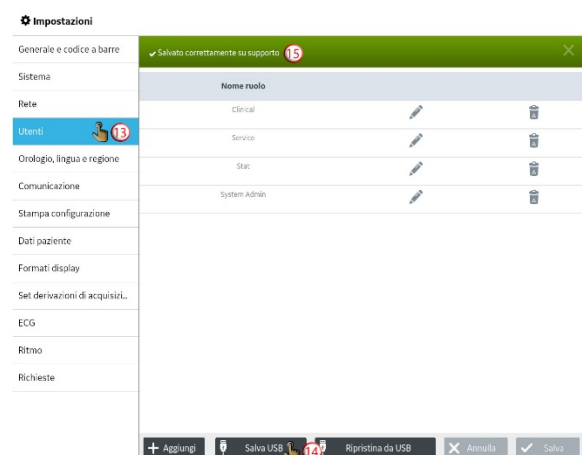 Impostazioni
Generale e codice a barre
Sistema
Rete
Utenti 13
Orologio, lingua e regione
Comunicazione
Stampa configurazione
Dati paziente
Formati display
Set derivazioni di acquisizi..
ECG
Ritmo
Richieste
Salvato correttamente su supporto 15
Nome ruolo
Clinical
Service
Stat
System Admin
Aggiungi Salva USB 14 Ripristina da USB Annulla Salva